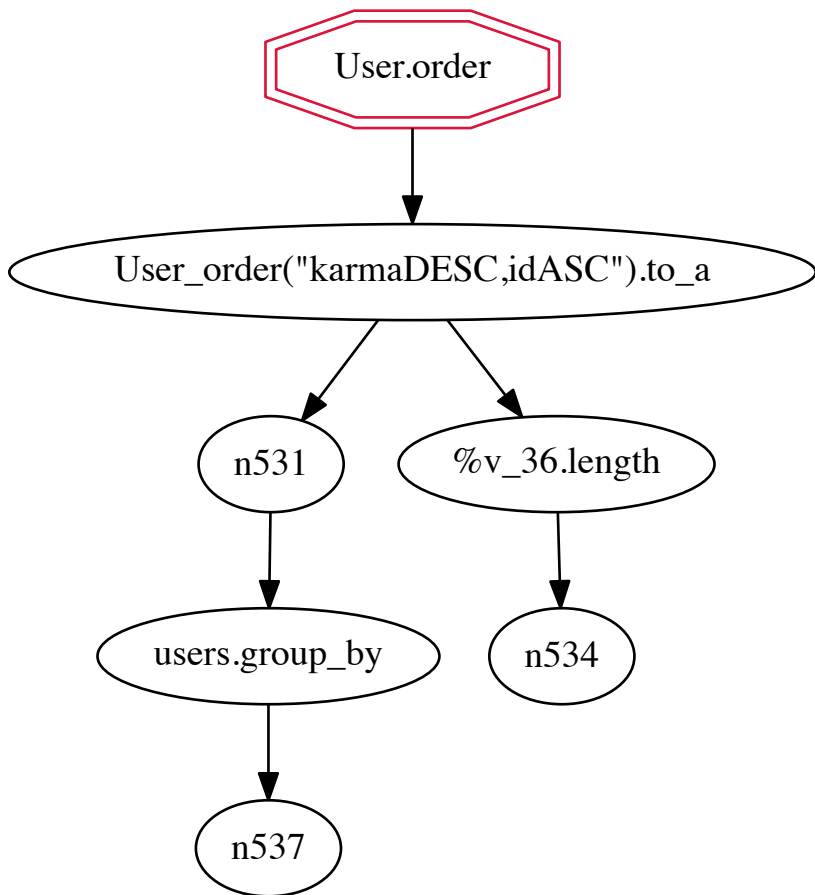 User.order
User_order("karmaDESC,idASC").to_a
n531
%v_36.length
users.group_by
n534
n537